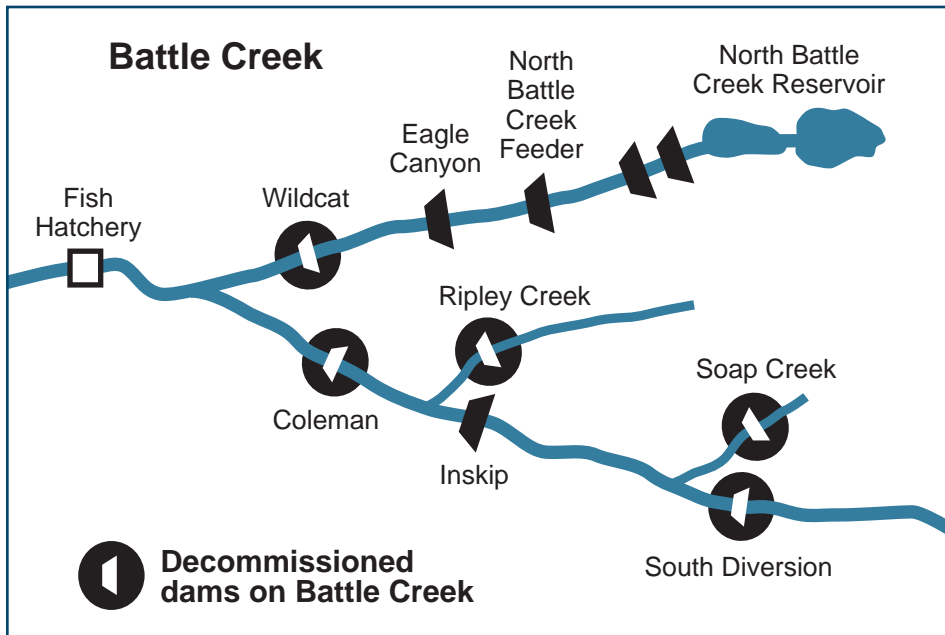 Battle Creek
North Battle
Creek Reservoir
North
Battle
Creek
Feeder
Eagle
Canyon
Wildcat
Fish
Hatchery
Ripley Creek
Soap Creek
Coleman
Inskip
South Diversion
Decommissioned
dams on Battle Creek